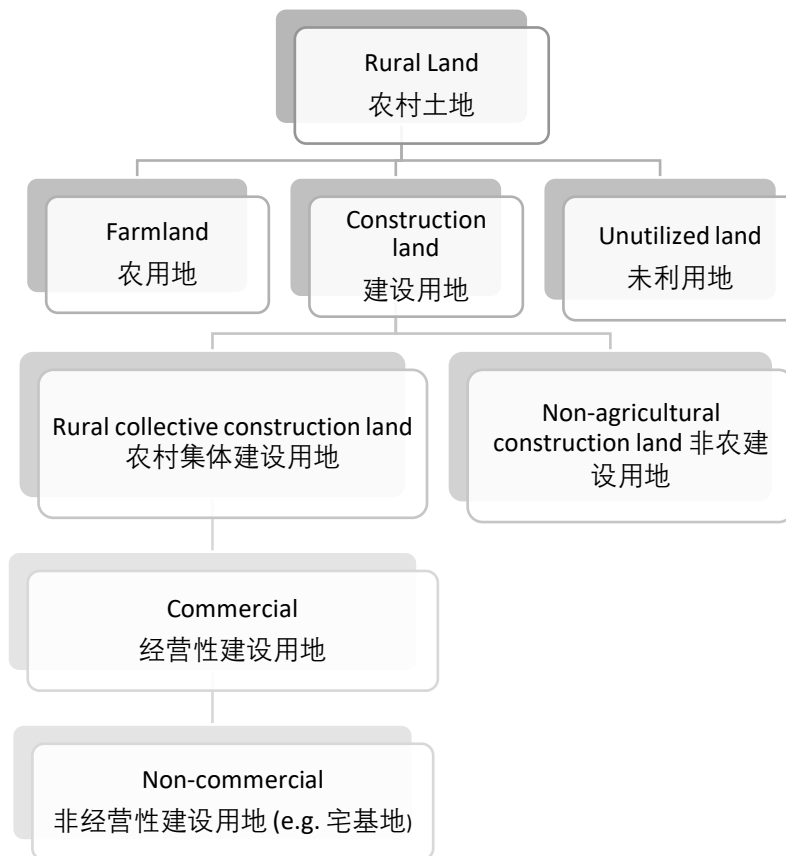 Rural Land
农村土地
Farmland
农用地
Construction
land
建设用地
Unutilized land
未利用地
Rural collective construction land
农村集体建设用地
Non-agricultural
construction land 非农建
设用地
Commercial
经营性建设用地
Non-commercial
非经营性建设用地 (e.g. 宅基地)